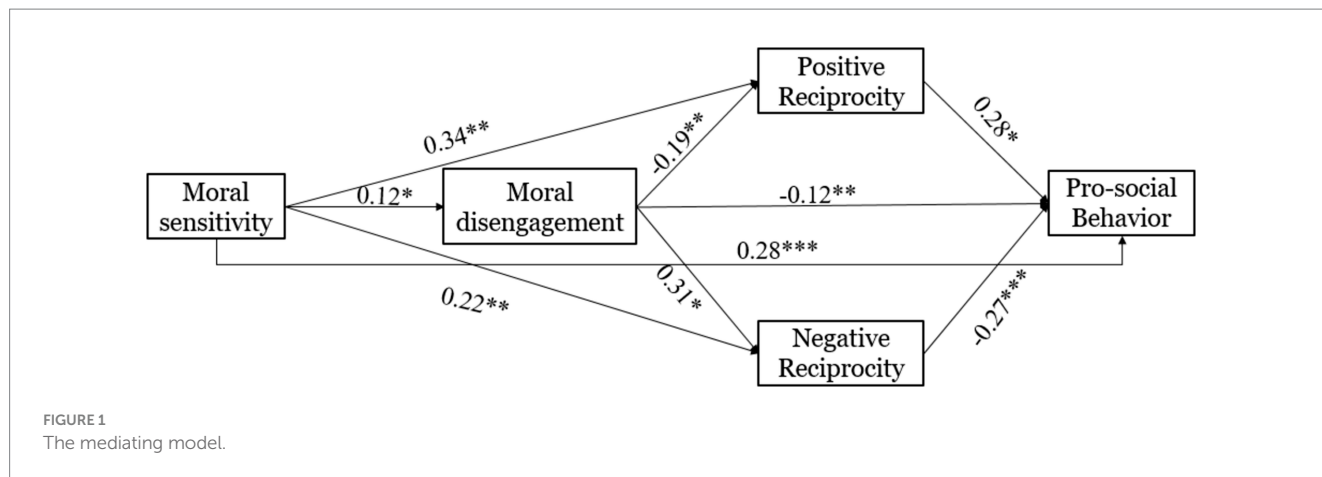 Positive
Reciprocity
0.34**
-0.19**
0.28*
Moral
sensitivity
0.12*
Moral
disengagement
-0.12**
Pro-social
Behavior
0.28***
0.22**
0.31*
-0.27***
Negative
Reciprocity
FIGURE 1
The mediating model.